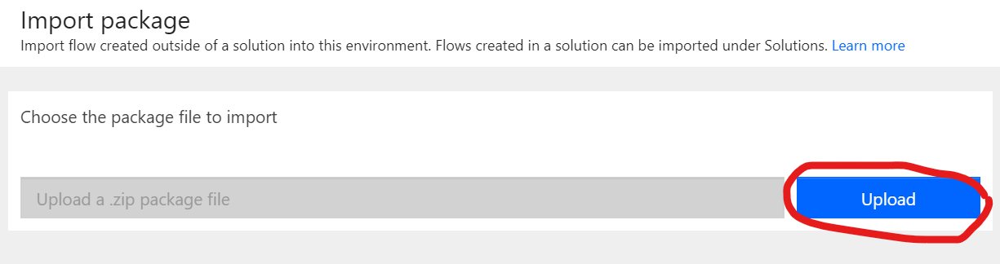 Import package
Import flow created outside of a solution into this environment. Flows created in a solution can be imported under Solutions. Learn more
Choose the package file to import
Upload a .zip package file
Upload